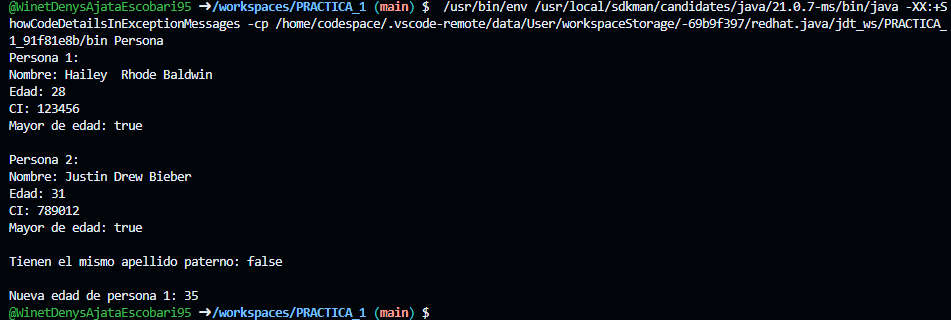 @WinetDenysAjataEscobari95 ➜/workspaces/PRACTICA_1 (main) $  /usr/bin/env /usr/local/sdkman/candidates/java/21.0.7-ms/bin/java -XX:+S
howCodeDetailsInExceptionMessages -cp /home/codespace/.vscode-remote/data/User/workspaceStorage/-69b9f397/redhat.java/jdt_ws/PRACTICA_
1_91f81e8b/bin Persona
Persona 1:
Nombre: Hailey  Rhode Baldwin
Edad: 28
CI: 123456
Mayor de edad: true

Persona 2:
Nombre: Justin Drew Bieber
Edad: 31
CI: 789012
Mayor de edad: true

Tienen el mismo apellido paterno: false

Nueva edad de persona 1: 35
@WinetDenysAjataEscobari95 ➜/workspaces/PRACTICA_1 (main) $